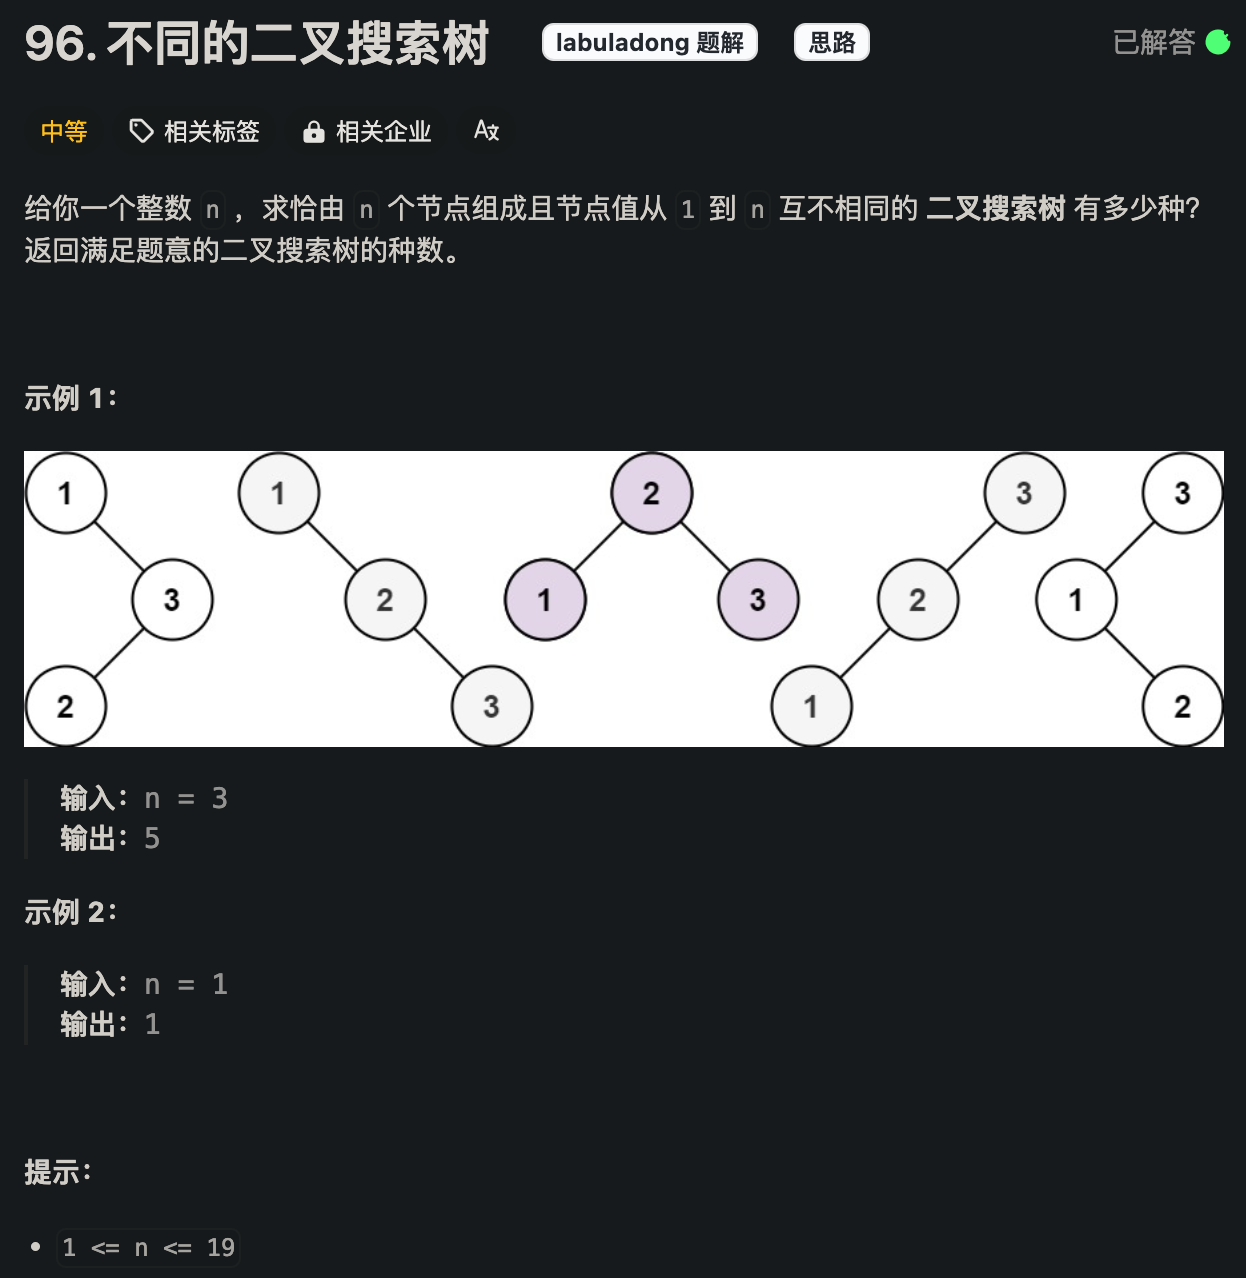 96. 不同的二叉搜索树 labuladong 题解 思路 已解答
中等 相关标签 相关企业
给你一个整数 n ，求恰由 n 个节点组成且节点值从 1 到 n 互不相同的 二叉搜索树 有多少种？
返回满足题意的二叉搜索树的种数。
示例 1：
1 1 2 3 3
3 2 1 3 2 1
2 3 1 2
输入：n = 3
输出：5
示例 2：
输入：n = 1
输出：1
提示：
• 1 <= n <= 19